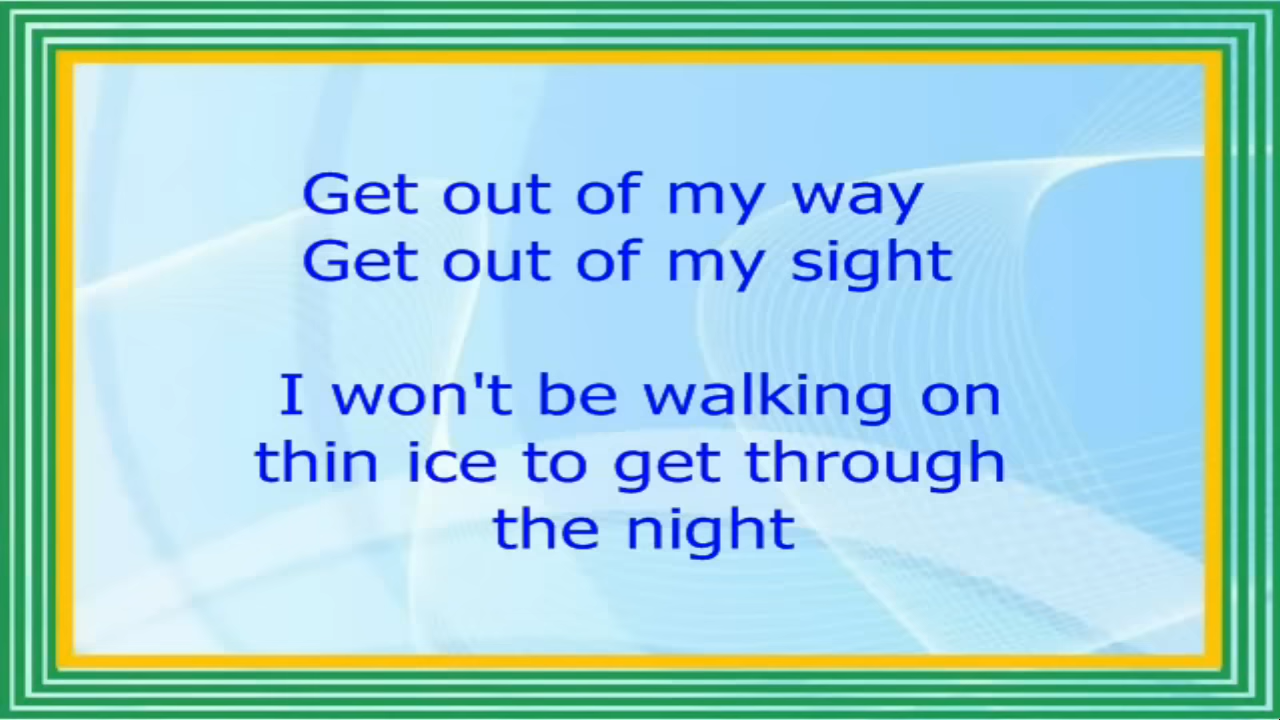 Get out of my way
Get out of my sight
I won't be walking on
thin ice to get through
the night